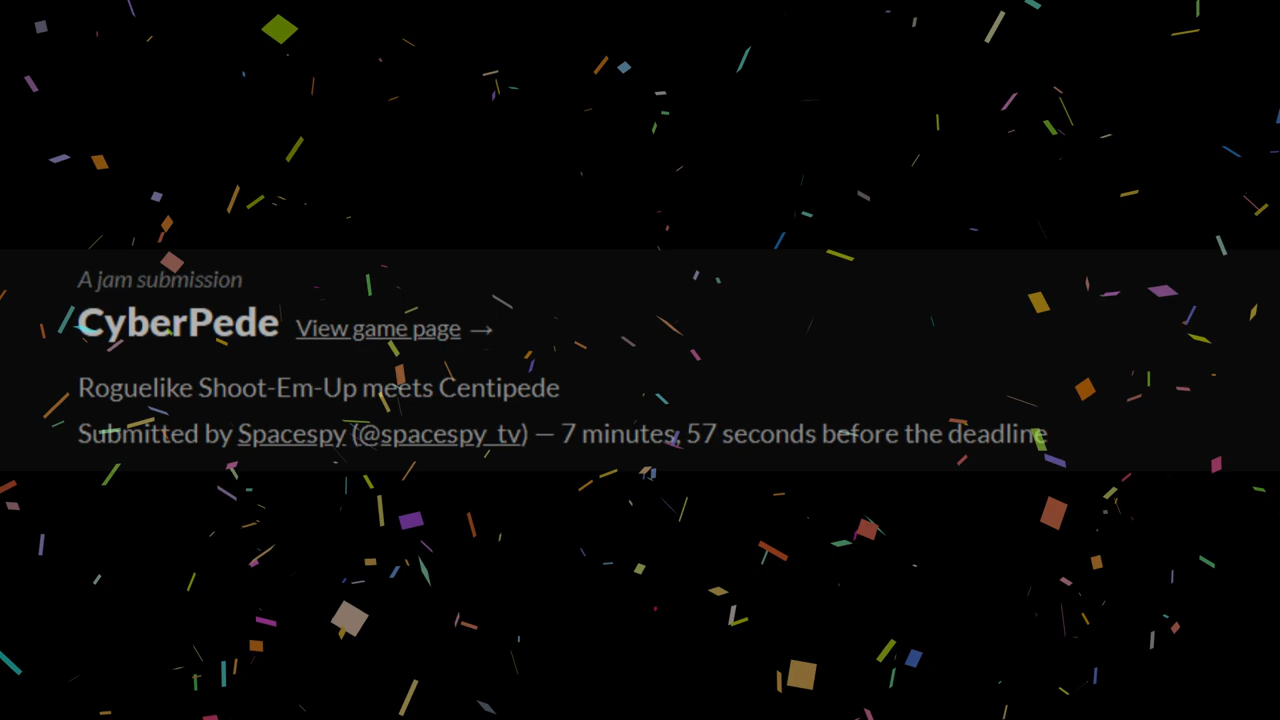 A jam submission
CyberPede View game page →
Roguelike Shoot-Em-Up meets Centipede
Submitted by Spacespy (@spacespy_tv) — 7 minutes, 57 seconds before the deadline